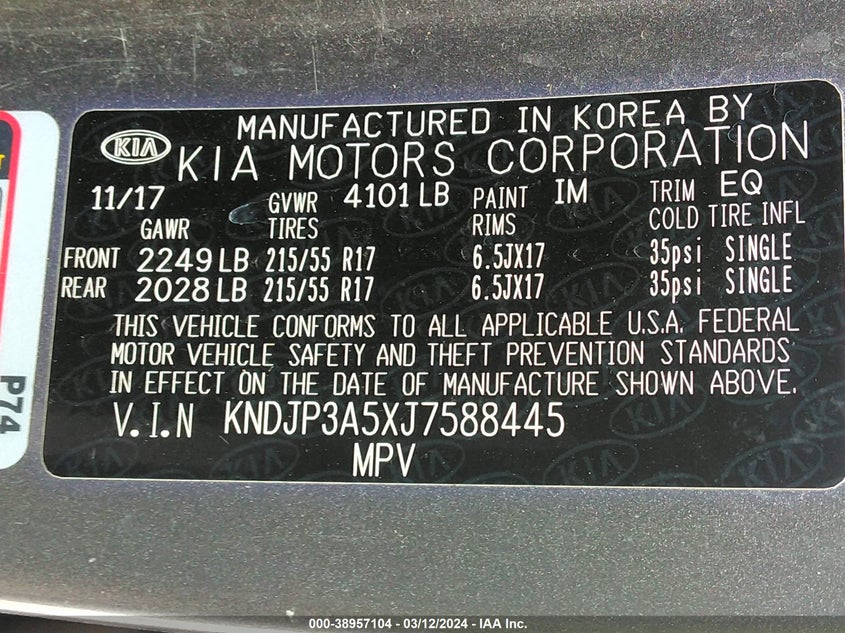 MANUFACTURED IN KOREA BY
KIA KIA MOTORS CORPORATION
11/17 GVWR 4101 LB PAINT IM TRIM EQ
GAWR TIRES RIMS COLD TIRE INFL
FRONT 2249 LB 215/55 R17 6.5JX17 35psi SINGLE
REAR 2028 LB 215/55 R17 6.5JX17 35psi SINGLE
THIS VEHICLE CONFORMS TO ALL APPLICABLE U.S.A. FEDERAL
MOTOR VEHICLE SAFETY AND THEFT PREVENTION STANDARDS
IN EFFECT ON THE DATE OF MANUFACTURE SHOWN ABOVE.
V.I.N KNDJP3A5XJ7588445
MPV
P74
000-38957104 - 03/12/2024 - IAA Inc.